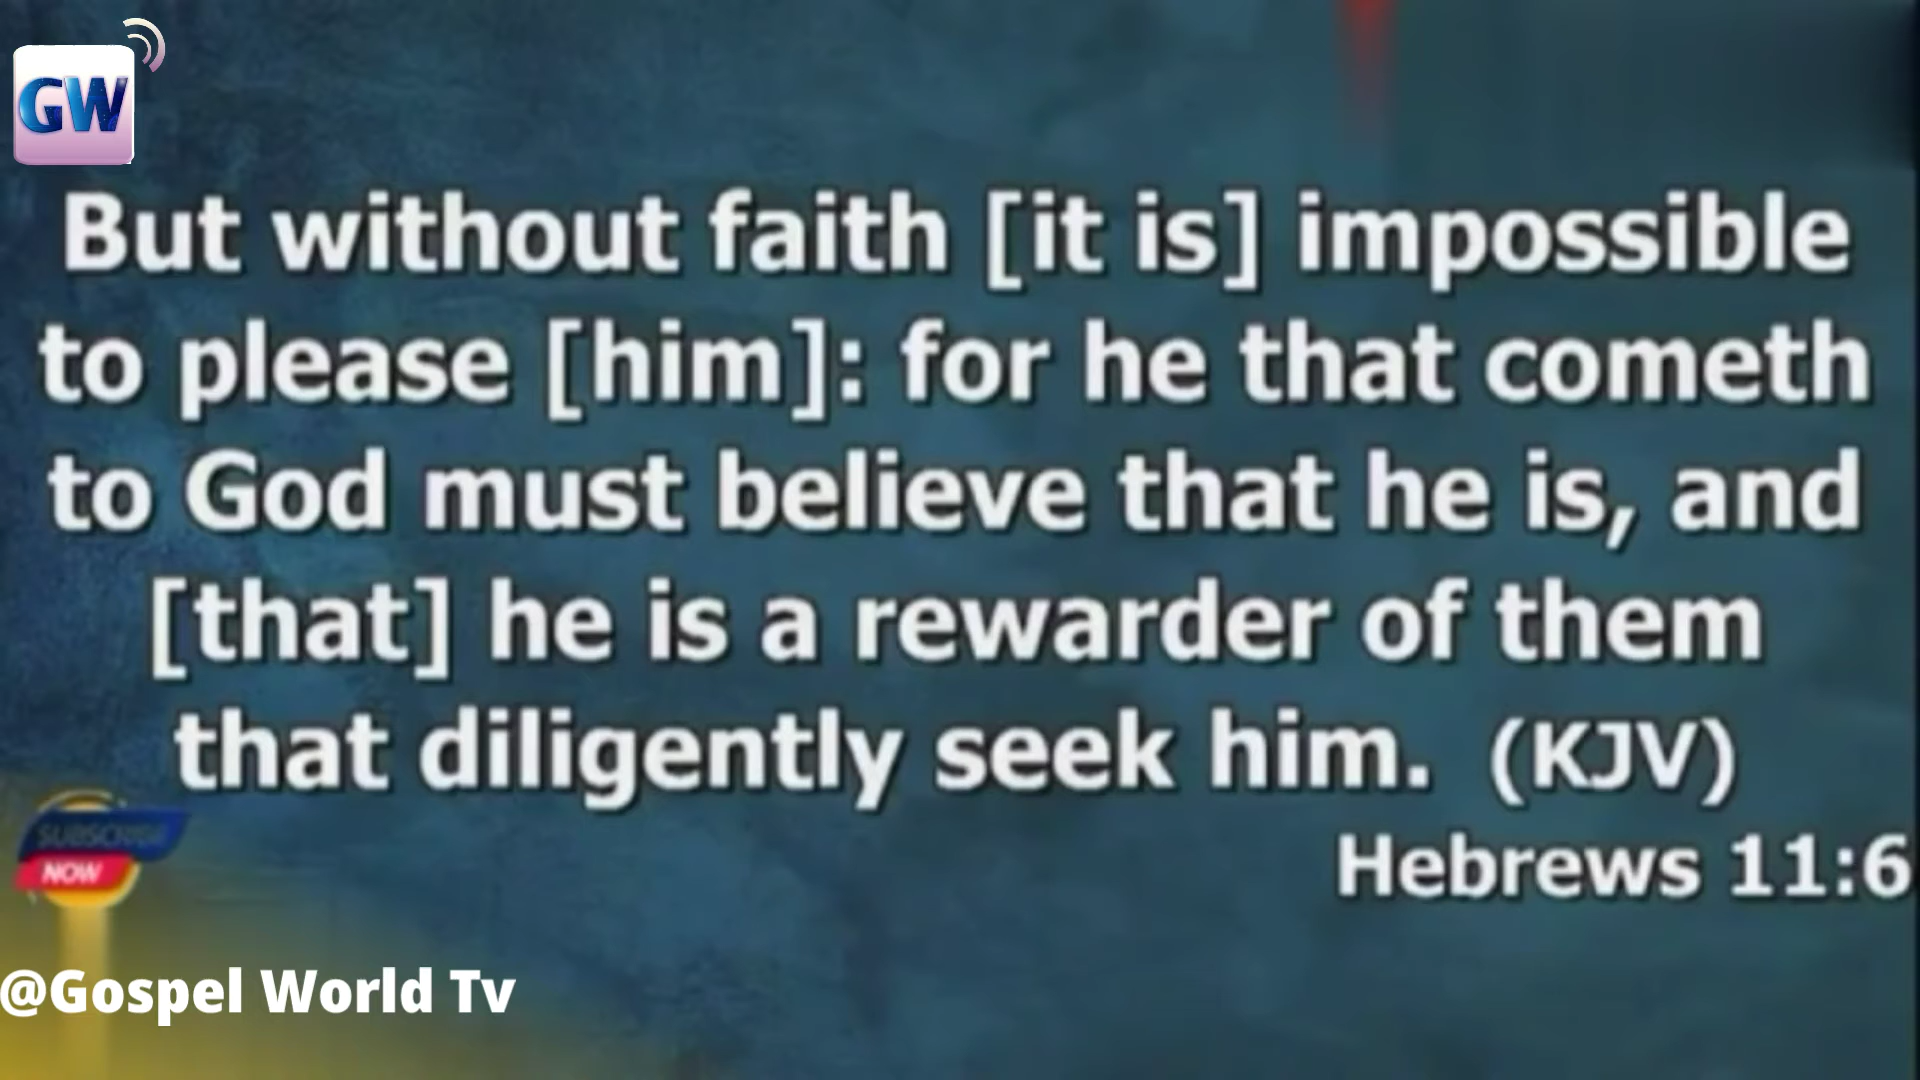 GW
But without faith [it is] impossible
to please [him]: for he that cometh
to God must believe that he is, and
[that] he is a rewarder of them
that diligently seek him. (KJV)
Hebrews 11:6
SUBSCRIBE
NOW
@Gospel World Tv